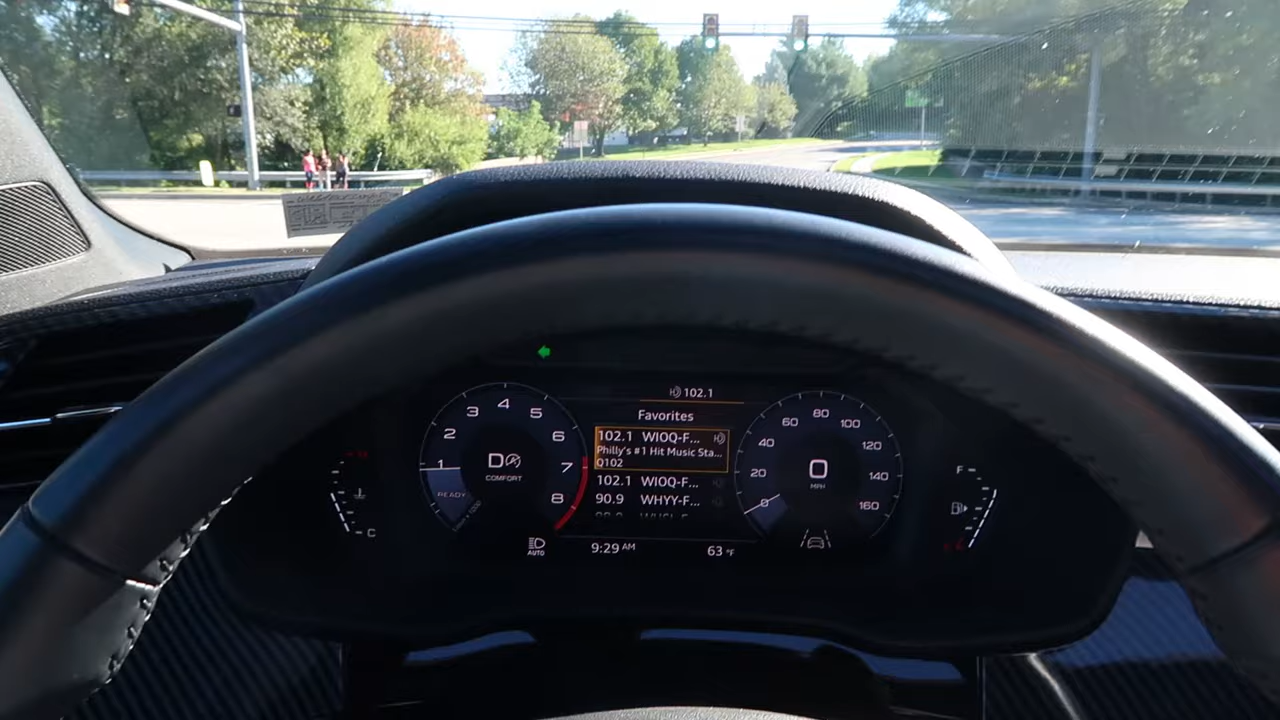 102.1
Favorites
102.1 WIOQ-F...
Philly's #1 Hit Music Sta...
Q102
102.1 WIOQ-F...
90.9 WHYY-F...
1 2 3 4 5 6 7 8
D
COMFORT
READY
0 20 40 60 80 100 120 140 160
0
MPH
C
F
AUTO
9:29 AM
63 °F